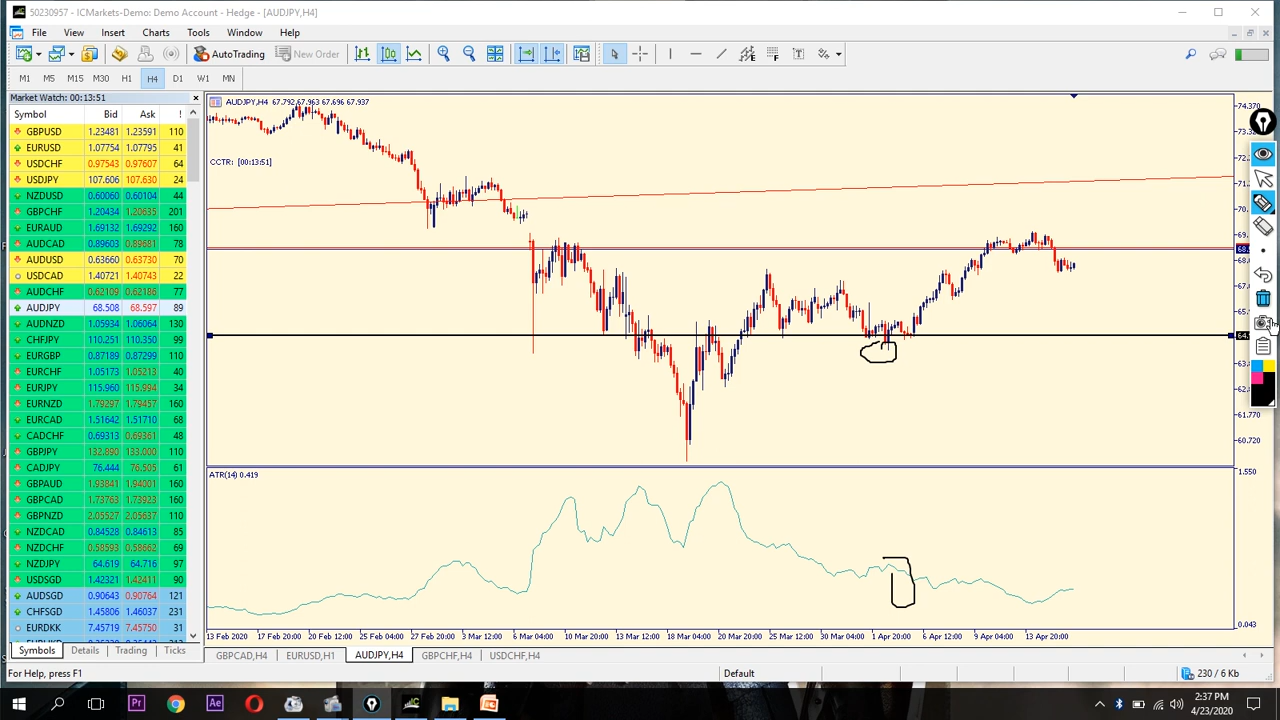 50230957 - ICMarkets-Demo: Demo Account - Hedge - [AUDJPY,H4]
File View Insert Charts Tools Window Help
AutoTrading New Order
M1 M5 M15 M30 H1 H4 D1 W1 MN
Market Watch: 00:13:51
Symbol Bid Ask !
GBPUSD 1.23481 1.23591 110
EURUSD 1.07754 1.07795 41
USDCHF 0.97543 0.97607 64
USDJPY 107.606 107.630 24
NZDUSD 0.60060 0.60104 44
GBPCHF 1.20434 1.20635 201
EURAUD 1.69132 1.69292 160
AUDCAD 0.89603 0.89681 78
AUDUSD 0.63660 0.63730 70
USDCAD 1.40721 1.40743 22
AUDCHF 0.62109 0.62186 77
AUDJPY 68.508 68.597 89
AUDNZD 1.05934 1.06064 130
CHFJPY 110.251 110.350 99
EURGBP 0.87189 0.87299 110
EURCHF 1.05173 1.05213 40
EURJPY 115.960 115.994 34
EURNZD 1.79297 1.79457 160
EURCAD 1.51642 1.51710 68
CADCHF 0.69313 0.69361 48
GBPJPY 132.890 133.000 110
CADJPY 76.444 76.505 61
GBPAUD 1.93841 1.94001 160
GBPCAD 1.73763 1.73923 160
GBPNZD 2.05527 2.05637 110
NZDCAD 0.84528 0.84613 85
NZDCHF 0.58593 0.58662 69
NZDJPY 64.619 64.716 97
USDSGD 1.42321 1.42411 90
AUDSGD 0.90643 0.90764 121
CHFSGD 1.45806 1.46037 231
EURDKK 7.45719 7.45750 31
Symbols Details Trading Ticks
AUDJPY,H4 67.792 67.963 67.696 67.937
CCTR: [00:13:51]
74.370
61.770
60.720
ATR(14) 0.419
1.550
0.043
13 Feb 2020 17 Feb 20:00 20 Feb 12:00 25 Feb 04:00 27 Feb 20:00 3 Mar 12:00 6 Mar 04:00 10 Mar 20:00 13 Mar 12:00 18 Mar 04:00 20 Mar 20:00 25 Mar 12:00 30 Mar 04:00 1 Apr 20:00 6 Apr 12:00 9 Apr 04:00 13 Apr 20:00
GBPCAD,H4 EURUSD,H1 AUDJPY,H4 GBPCHF,H4 USDCHF,H4
For Help, press F1 Default 230 / 6 Kb
2:37 PM
4/23/2020